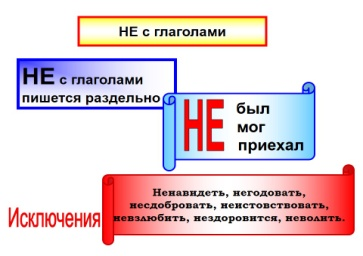 НЕ с глаголами
НЕ с глаголами
пишется раздельно
НЕ
был
мог
приехал
Исключения
Ненавидеть, негодовать,
несдобровать, неистовствовать,
невзлюбить, нездоровится, неволить.